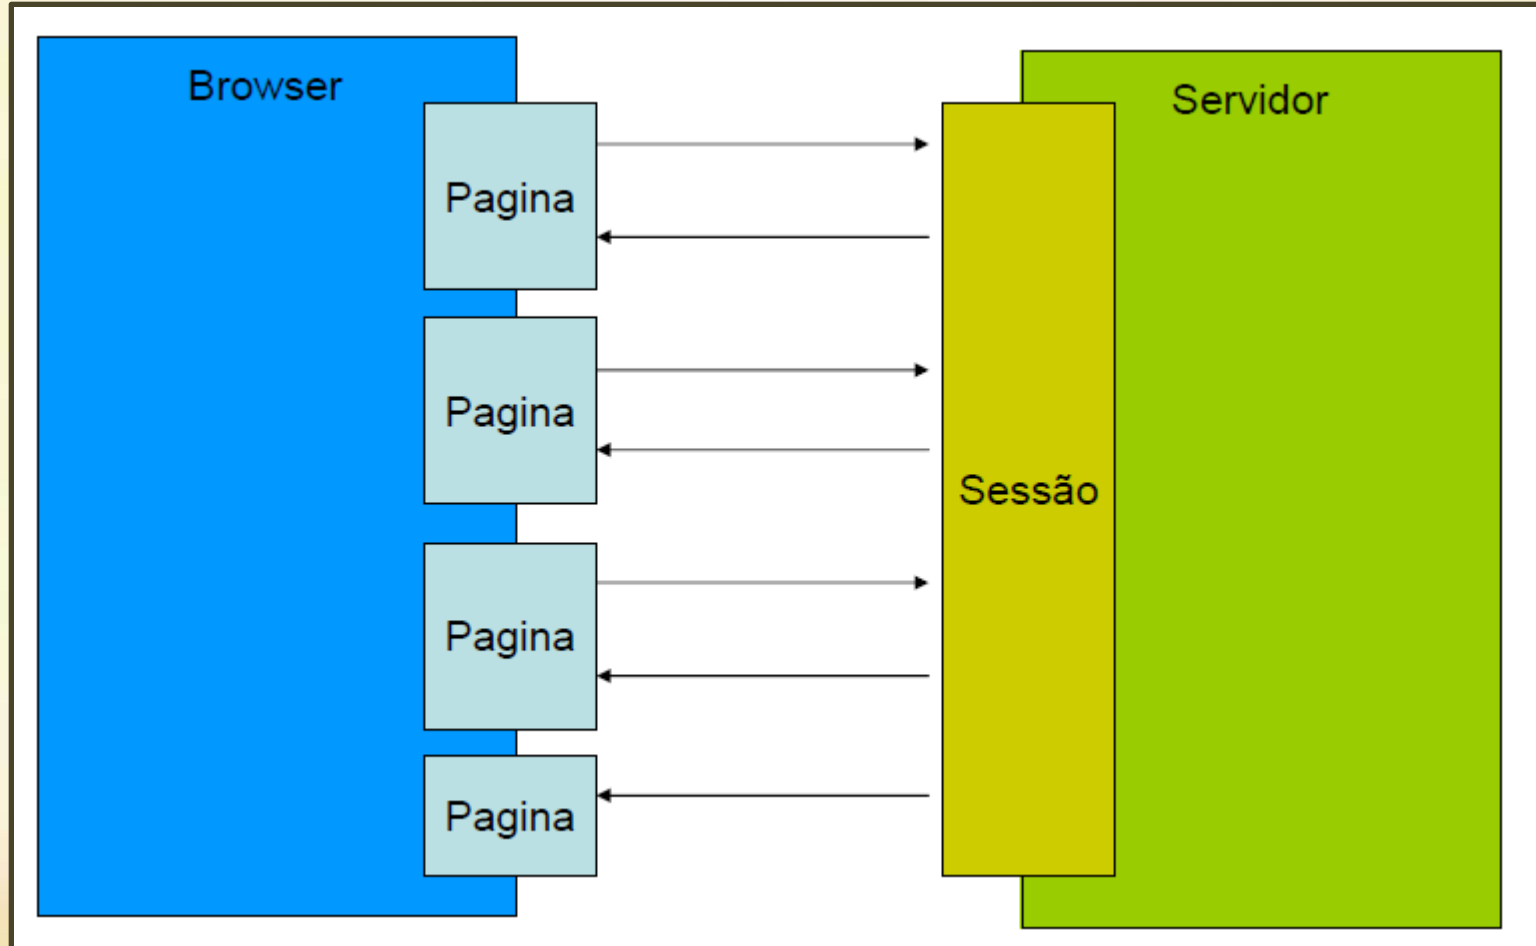 Browser
Servidor
Pagina
Pagina
Sessão
Pagina
Pagina